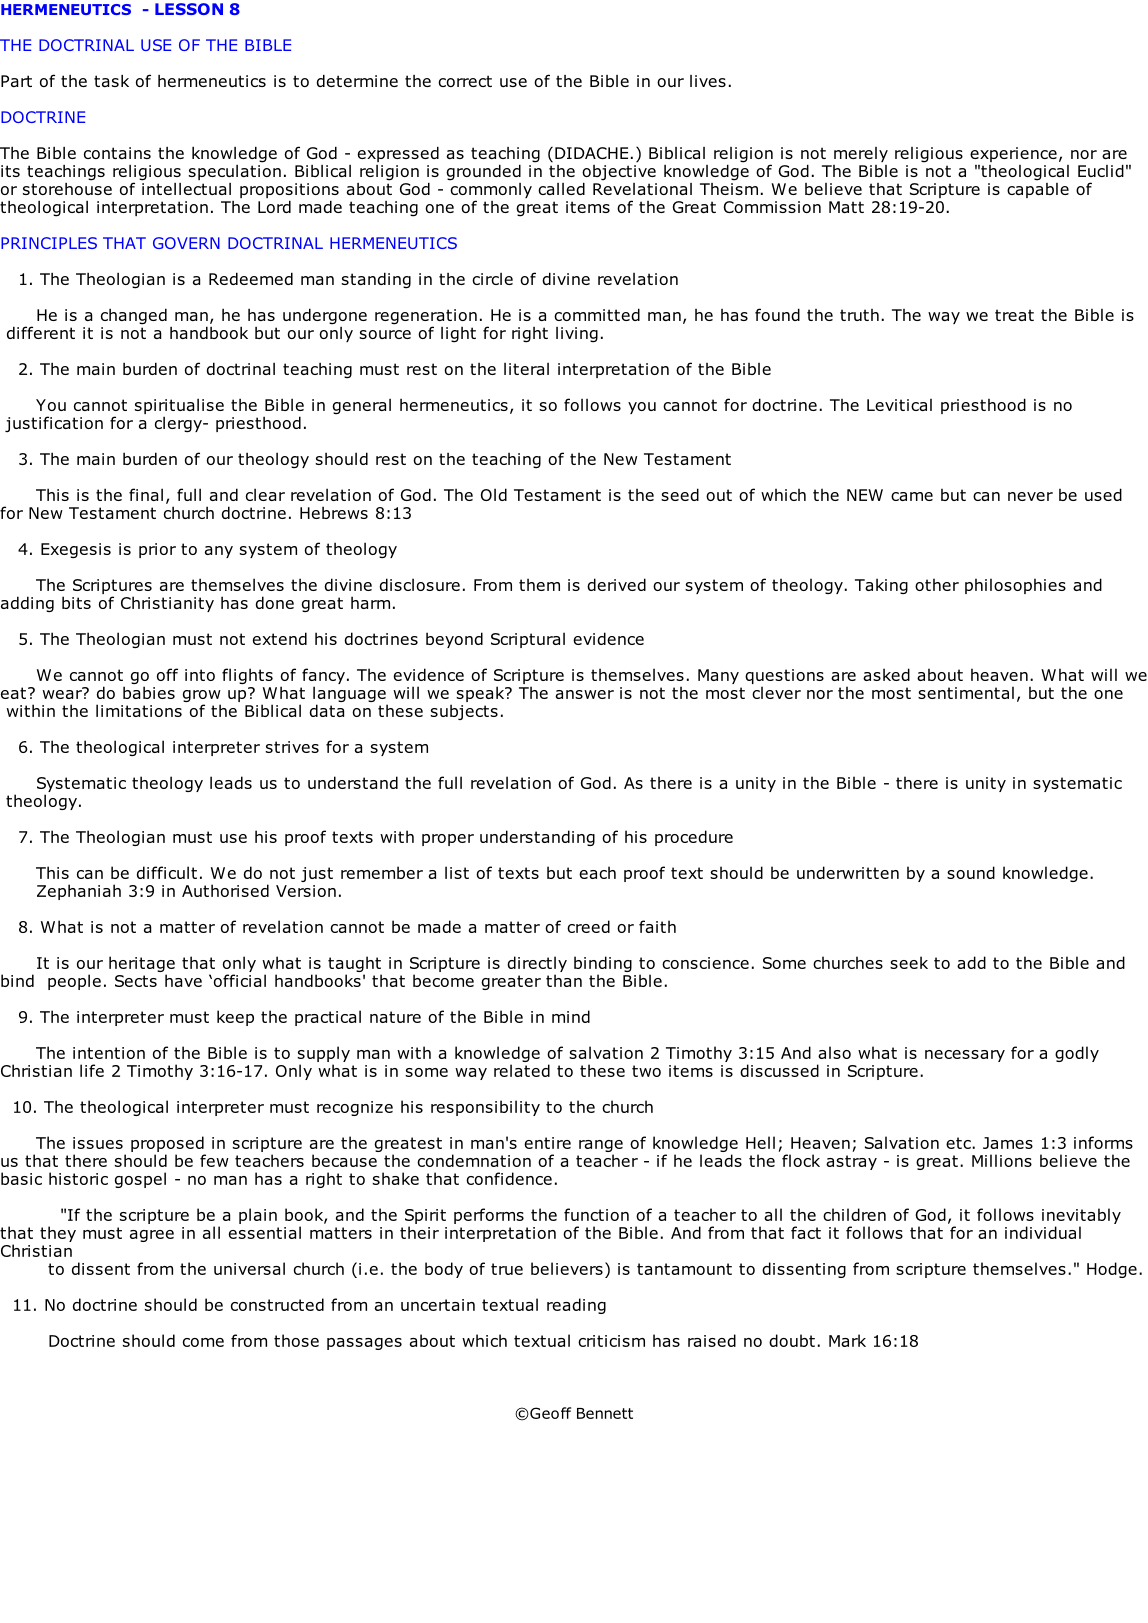 HERMENEUTICS - LESSON 8
THE DOCTRINAL USE OF THE BIBLE
Part of the task of hermeneutics is to determine the correct use of the Bible in our lives.
DOCTRINE
The Bible contains the knowledge of God - expressed as teaching (DIDACHE.) Biblical religion is not merely religious experience, nor are
its teachings religious speculation. Biblical religion is grounded in the objective knowledge of God. The Bible is not a "theological Euclid"
or storehouse of intellectual propositions about God - commonly called Revelational Theism. We believe that Scripture is capable of
theological interpretation. The Lord made teaching one of the great items of the Great Commission Matt 28:19-20.
PRINCIPLES THAT GOVERN DOCTRINAL HERMENEUTICS
1. The Theologian is a Redeemed man standing in the circle of divine revelation
He is a changed man, he has undergone regeneration. He is a committed man, he has found the truth. The way we treat the Bible is
different it is not a handbook but our only source of light for right living.
2. The main burden of doctrinal teaching must rest on the literal interpretation of the Bible
You cannot spiritualise the Bible in general hermeneutics, it so follows you cannot for doctrine. The Levitical priesthood is no
justification for a clergy- priesthood.
3. The main burden of our theology should rest on the teaching of the New Testament
This is the final, full and clear revelation of God. The Old Testament is the seed out of which the NEW came but can never be used
for New Testament church doctrine. Hebrews 8:13
4. Exegesis is prior to any system of theology
The Scriptures are themselves the divine disclosure. From them is derived our system of theology. Taking other philosophies and
adding bits of Christianity has done great harm.
5. The Theologian must not extend his doctrines beyond Scriptural evidence
We cannot go off into flights of fancy. The evidence of Scripture is themselves. Many questions are asked about heaven. What will we
eat? wear? do babies grow up? What language will we speak? The answer is not the most clever nor the most sentimental, but the one
within the limitations of the Biblical data on these subjects.
6. The theological interpreter strives for a system
Systematic theology leads us to understand the full revelation of God. As there is a unity in the Bible - there is unity in systematic
theology.
7. The Theologian must use his proof texts with proper understanding of his procedure
This can be difficult. We do not just remember a list of texts but each proof text should be underwritten by a sound knowledge.
Zephaniah 3:9 in Authorised Version.
8. What is not a matter of revelation cannot be made a matter of creed or faith
It is our heritage that only what is taught in Scripture is directly binding to conscience. Some churches seek to add to the Bible and
bind people. Sects have ‛official handbooks' that become greater than the Bible.
9. The interpreter must keep the practical nature of the Bible in mind
The intention of the Bible is to supply man with a knowledge of salvation 2 Timothy 3:15 And also what is necessary for a godly
Christian life 2 Timothy 3:16-17. Only what is in some way related to these two items is discussed in Scripture.
10. The theological interpreter must recognize his responsibility to the church
The issues proposed in scripture are the greatest in man's entire range of knowledge Hell; Heaven; Salvation etc. James 1:3 informs
us that there should be few teachers because the condemnation of a teacher - if he leads the flock astray - is great. Millions believe the
basic historic gospel - no man has a right to shake that confidence.
"If the scripture be a plain book, and the Spirit performs the function of a teacher to all the children of God, it follows inevitably
that they must agree in all essential matters in their interpretation of the Bible. And from that fact it follows that for an individual
Christian
to dissent from the universal church (i.e. the body of true believers) is tantamount to dissenting from scripture themselves." Hodge.
11. No doctrine should be constructed from an uncertain textual reading
Doctrine should come from those passages about which textual criticism has raised no doubt. Mark 16:18
©Geoff Bennett